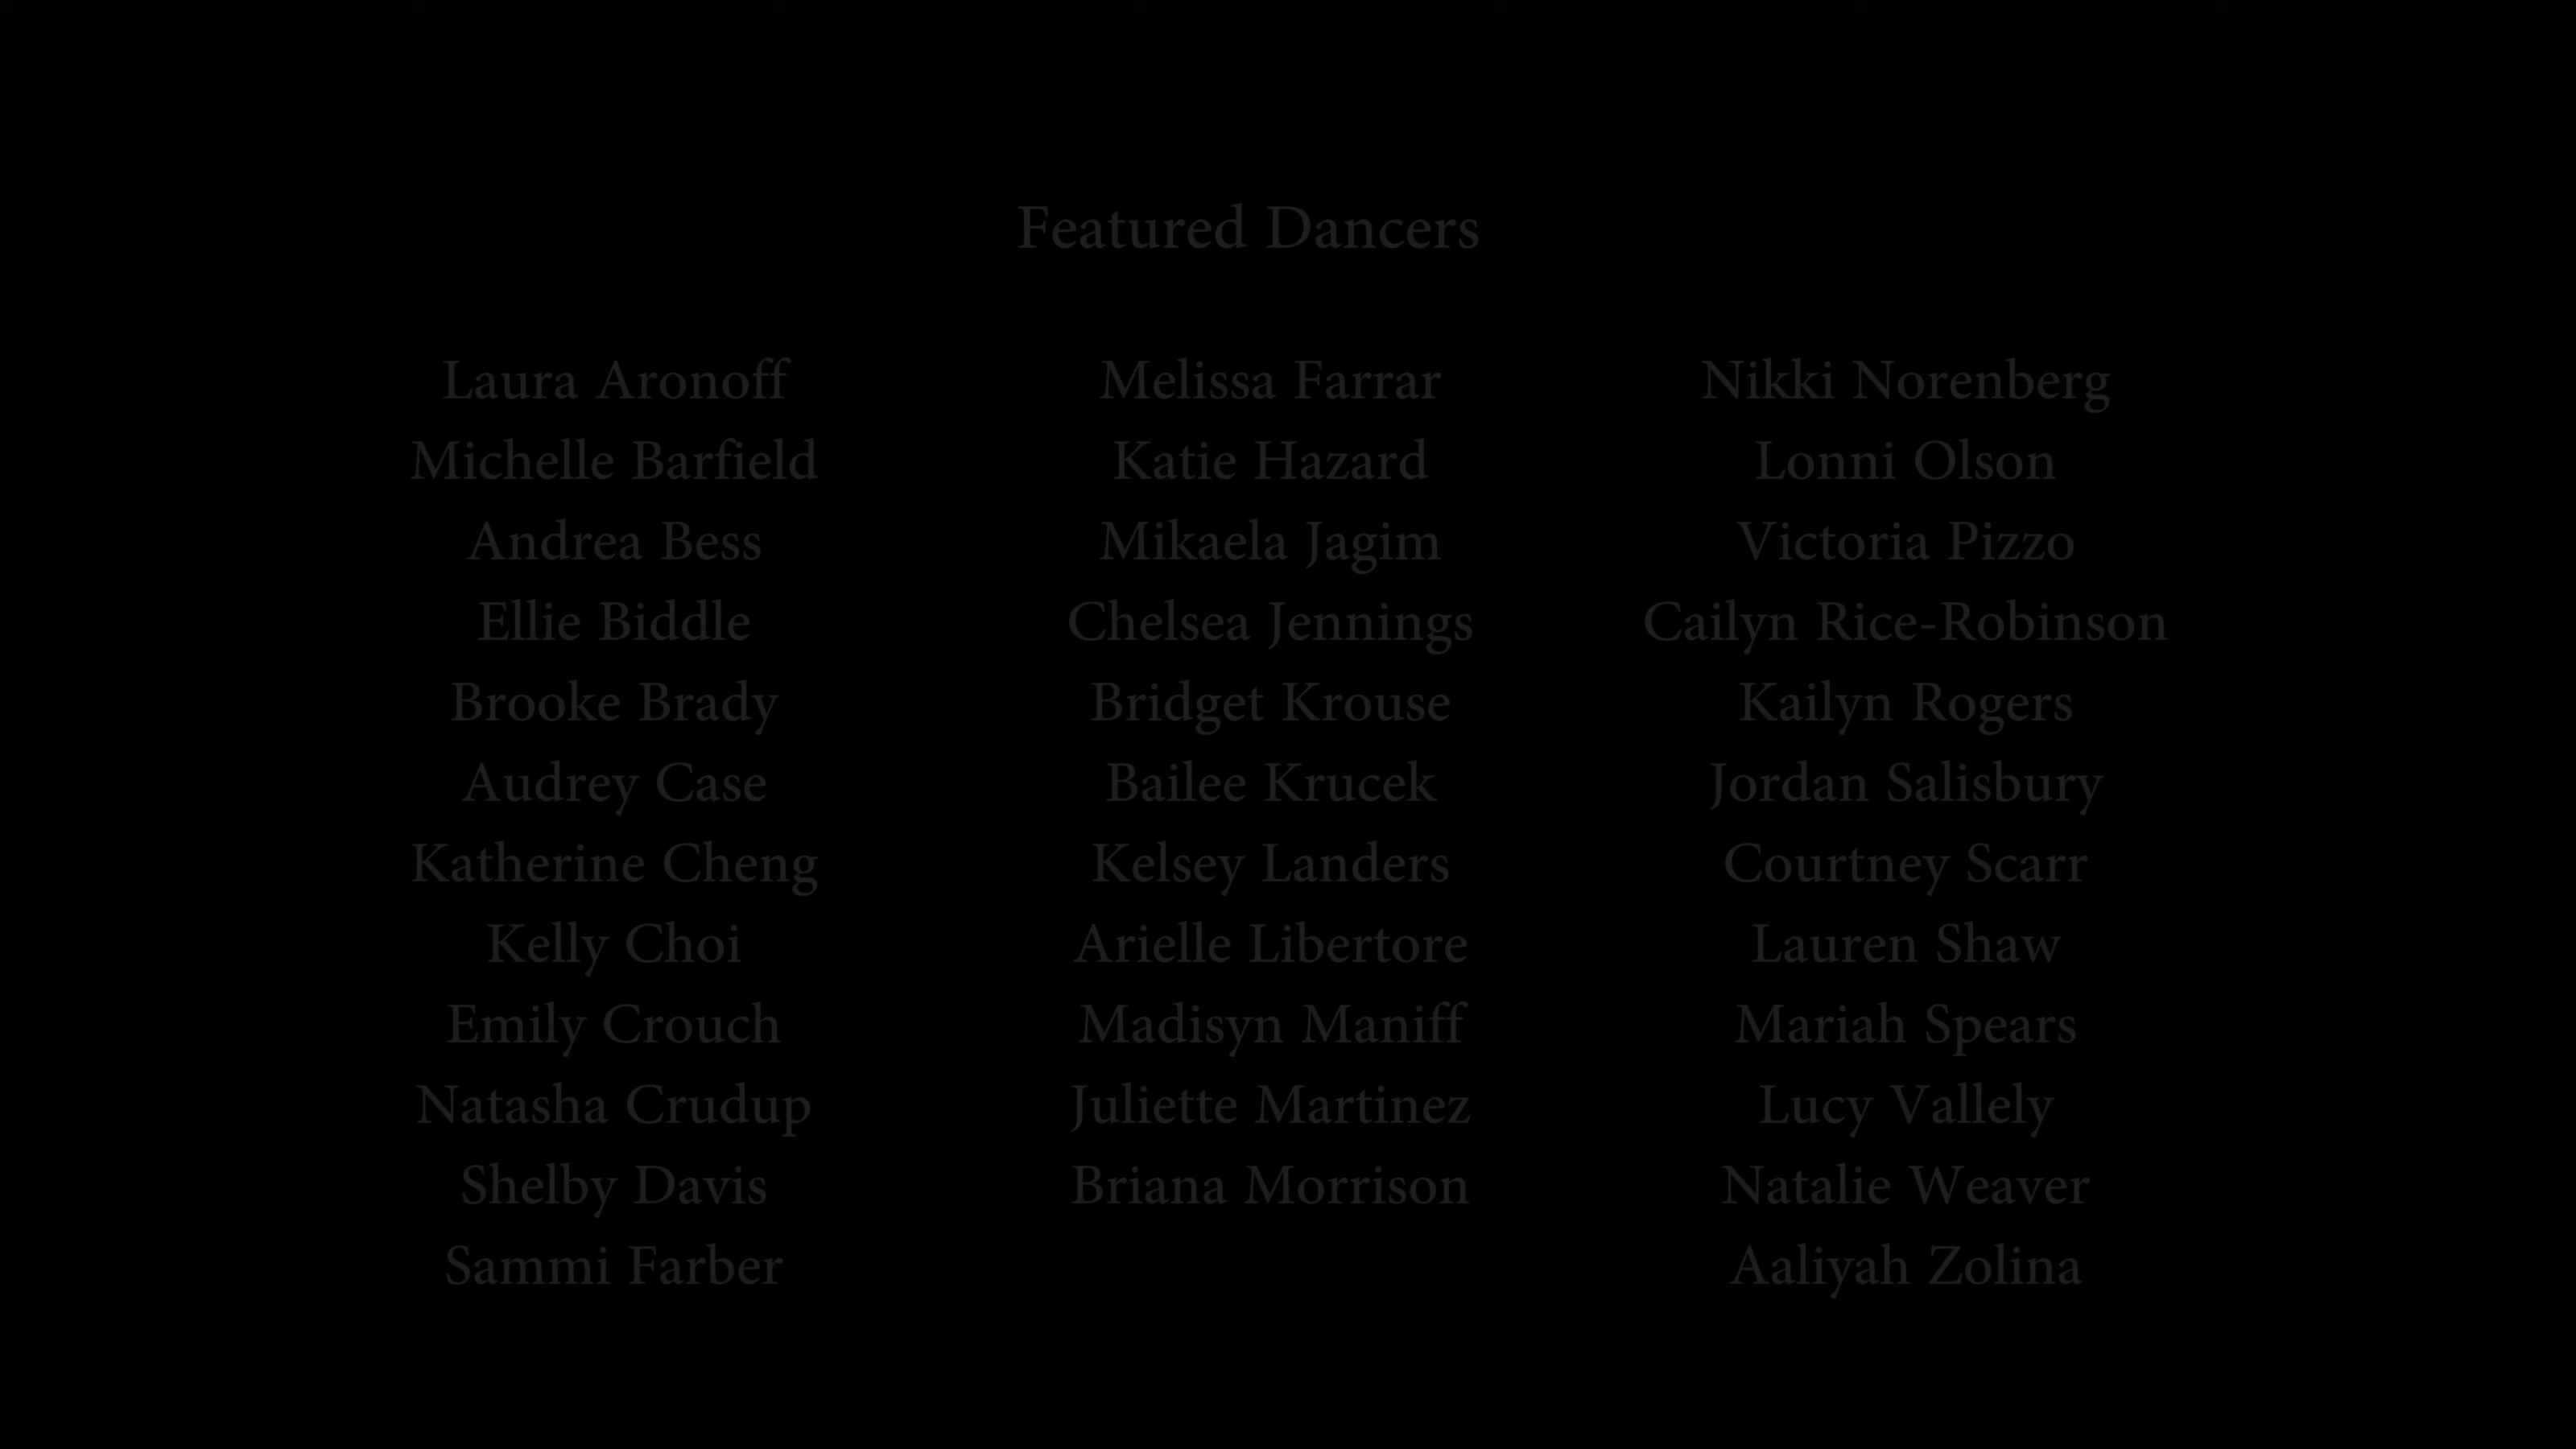 Featured Dancers
Laura Aronoff
Michelle Barfield
Andrea Bess
Ellie Biddle
Brooke Brady
Audrey Case
Katherine Cheng
Kelly Choi
Emily Crouch
Natasha Crudup
Shelby Davis
Sammi Farber
Melissa Farrar
Katie Hazard
Mikaela Jagim
Chelsea Jennings
Bridget Krouse
Bailee Krucek
Kelsey Landers
Arielle Libertore
Madisyn Maniff
Juliette Martinez
Briana Morrison
Nikki Norenberg
Lonni Olson
Victoria Pizzo
Cailyn Rice-Robinson
Kailyn Rogers
Jordan Salisbury
Courtney Scarr
Lauren Shaw
Mariah Spears
Lucy Vallely
Natalie Weaver
Aaliyah Zolina